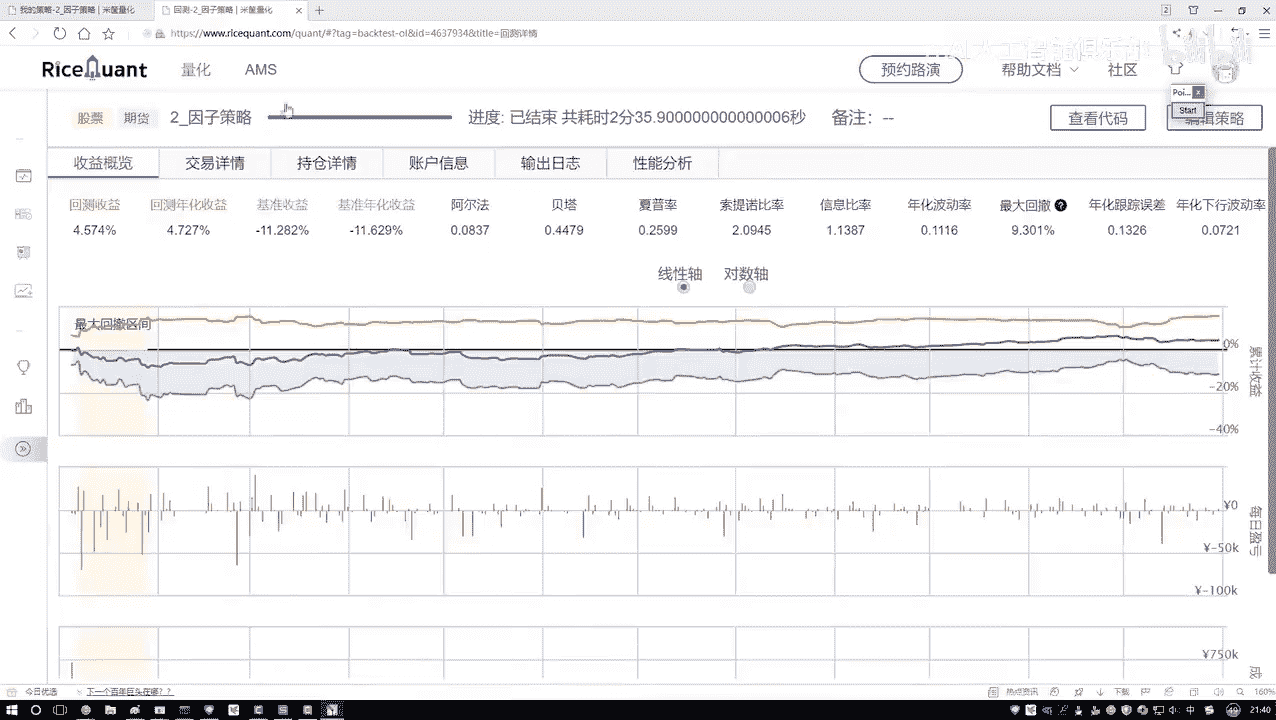 我的策略-2_因子策略 | 米筐量化
回测-2_因子策略 | 米筐量化
https://www.ricequant.com/quant/#?tag=backtest-ol&id=4637934&title=回测详情
RiceQuant 量化 AMS 预约路演 帮助文档 社区
Poi... x
Start
股票 期货 2_因子策略 进度: 已结束 共耗时2分35.900000000000006秒 备注: -- 查看代码 编辑策略
收益概览 交易详情 持仓详情 账户信息 输出日志 性能分析
回测收益 回测年化收益 基准收益 基准年化收益 阿尔法 贝塔 夏普率 索提诺比率 信息比率 年化波动率 最大回撤 年化跟踪误差 年化下行波动率
4.574% 4.727% -11.282% -11.629% 0.0837 0.4479 0.2599 2.0945 1.1387 0.1116 9.301% 0.1326 0.0721
线性轴 对数轴
最大回撤区间
0%
-20%
-40%
累计收益
¥0
¥-50k
¥-100k
每日盈亏
¥750k
成
今日优选 下一个百年巨头在哪？？ 热点资讯 下载 160%
中 21:40